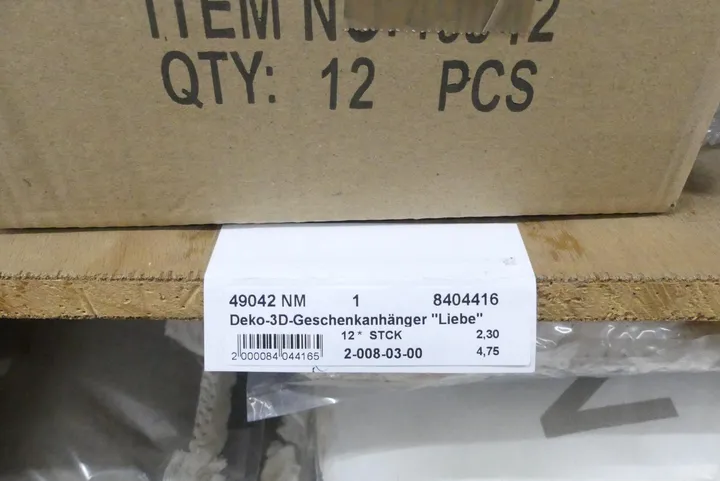 ITEM
QTY: 12 PCS
49042 NM 1 8404416
Deko-3D-Geschenkanhänger "Liebe"
12* STCK 2,30
2 000084 044165 2-008-03-00 4,75